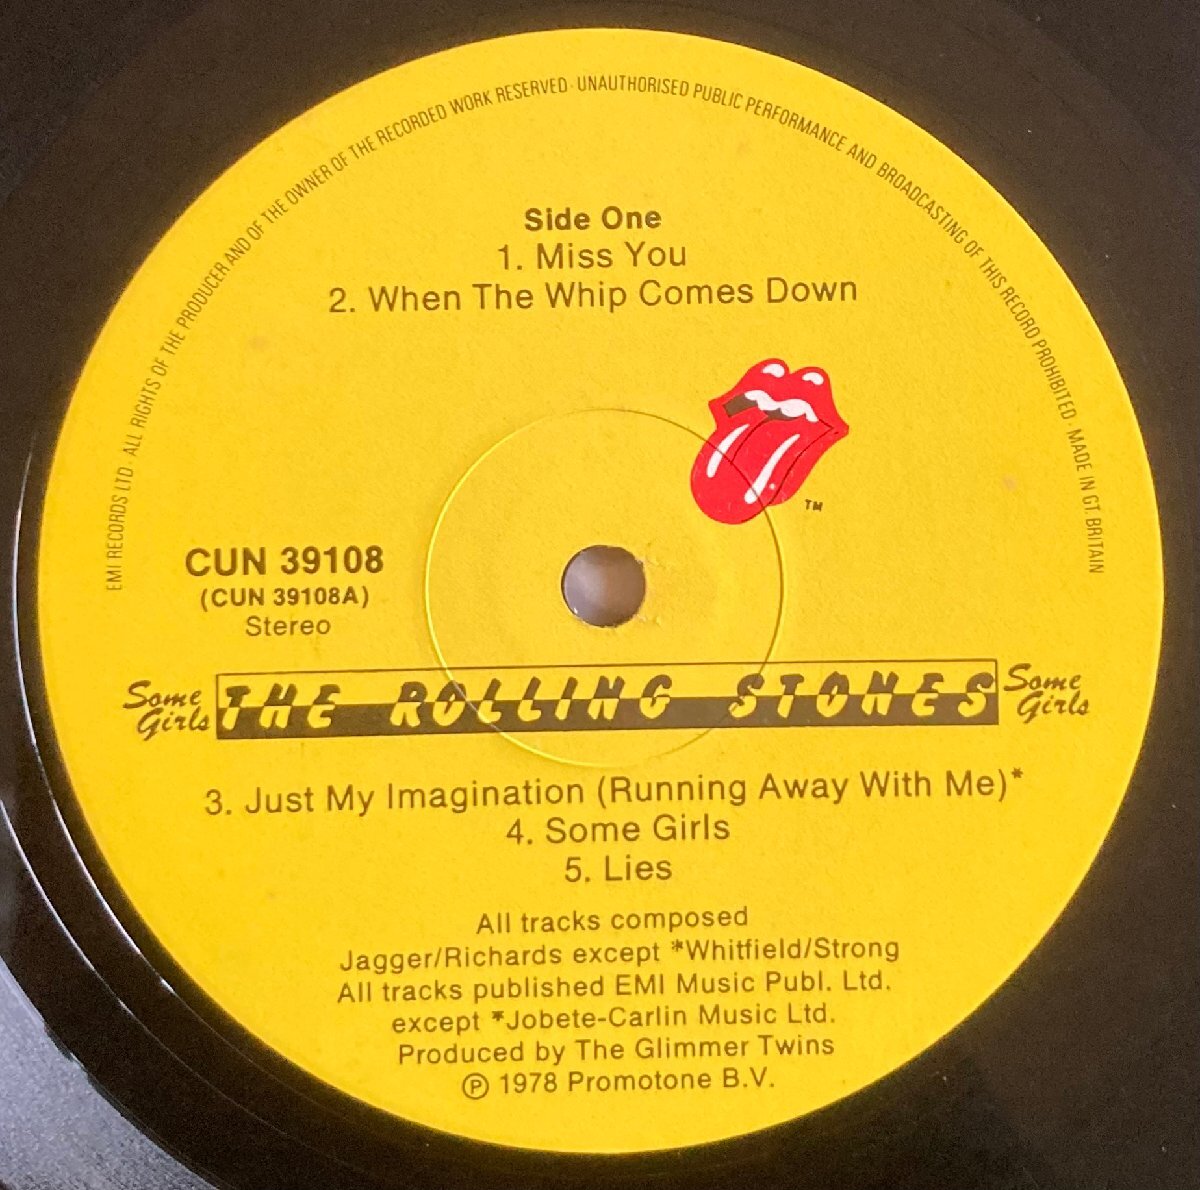 EMI RECORDS LTD · ALL RIGHTS OF THE PRODUCER AND OF THE OWNER OF THE RECORDED WORK RESERVED · UNAUTHORISED PUBLIC PERFORMANCE AND BROADCASTING OF THIS RECORD PROHIBITED · MADE IN GT. BRITAIN
Side One
1. Miss You
2. When The Whip Comes Down
TM
CUN 39108
(CUN 39108A)
Stereo
Some Girls THE ROLLING STONES Some Girls
3. Just My Imagination (Running Away With Me)*
4. Some Girls
5. Lies
All tracks composed
Jagger/Richards except *Whitfield/Strong
All tracks published EMI Music Publ. Ltd.
except *Jobete-Carlin Music Ltd.
Produced by The Glimmer Twins
℗ 1978 Promotone B.V.